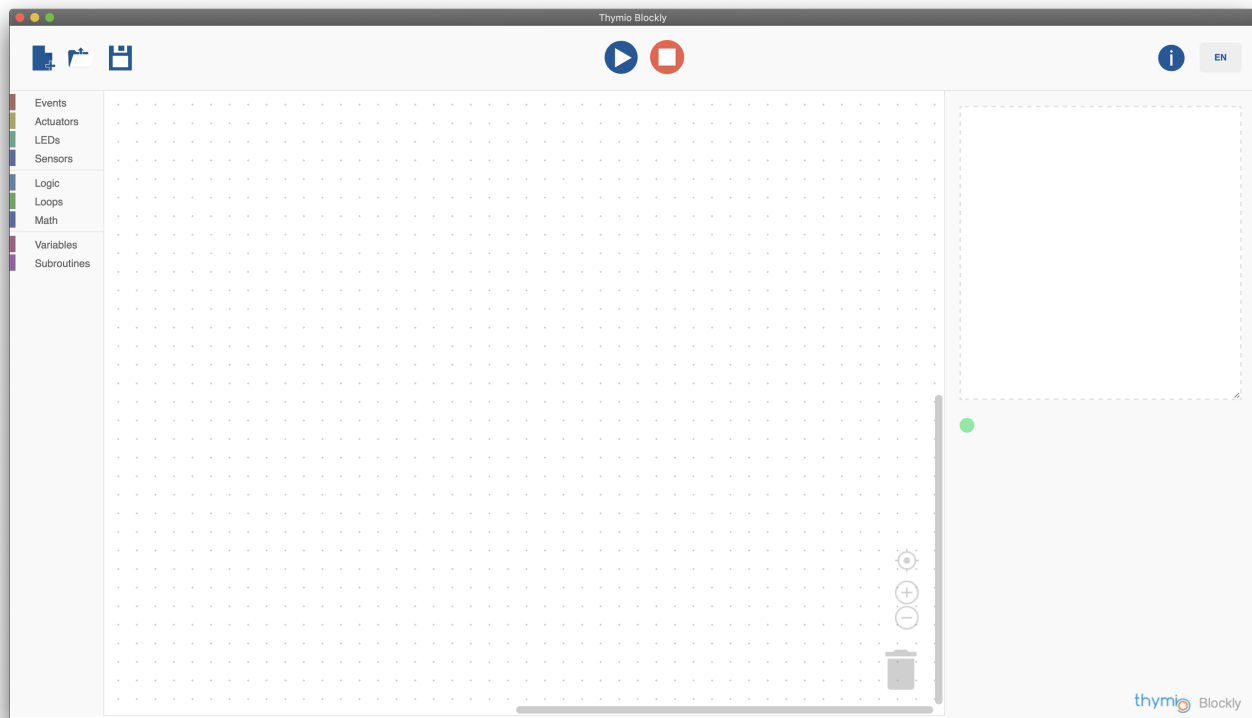 Thymio Blockly
EN
Events
Actuators
LEDs
Sensors
Logic
Loops
Math
Variables
Subroutines
thymio Blockly